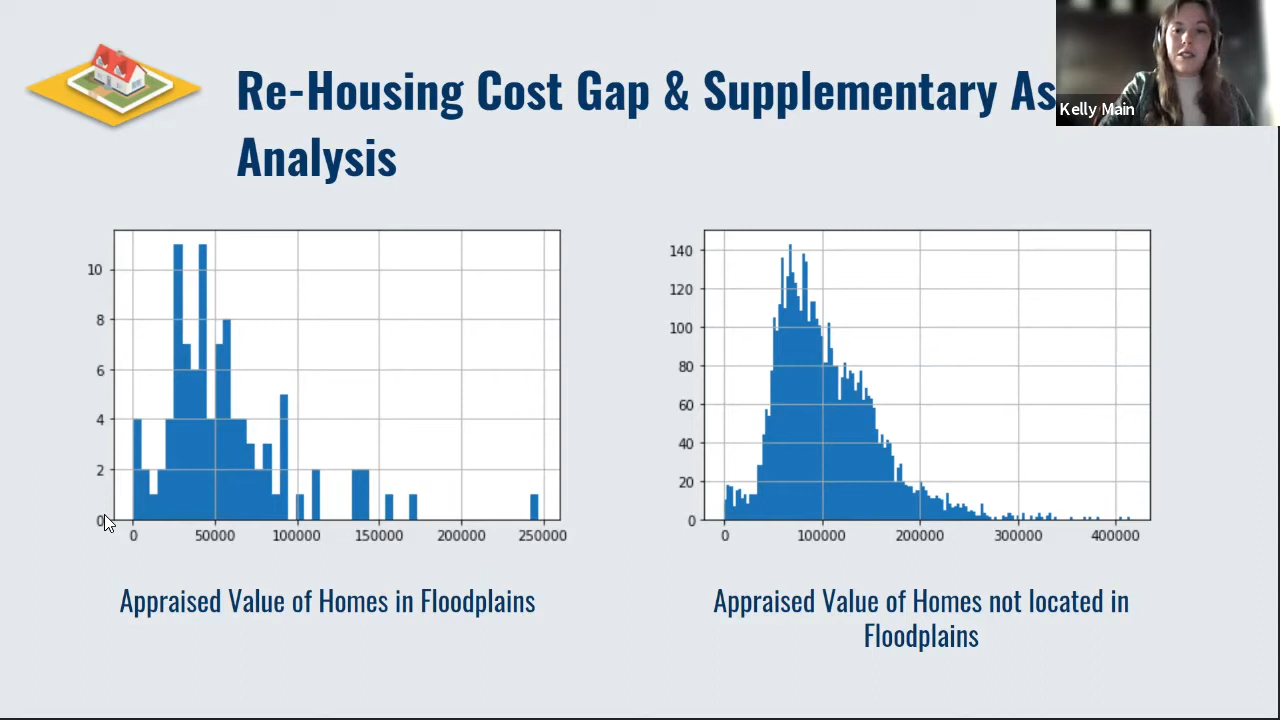 Re-Housing Cost Gap & Supplementary As
Analysis
Kelly Main
10
8
6
4
2
0
0 50000 100000 150000 200000 250000
140
120
100
80
60
40
20
0
0 100000 200000 300000 400000
Appraised Value of Homes in Floodplains
Appraised Value of Homes not located in
Floodplains